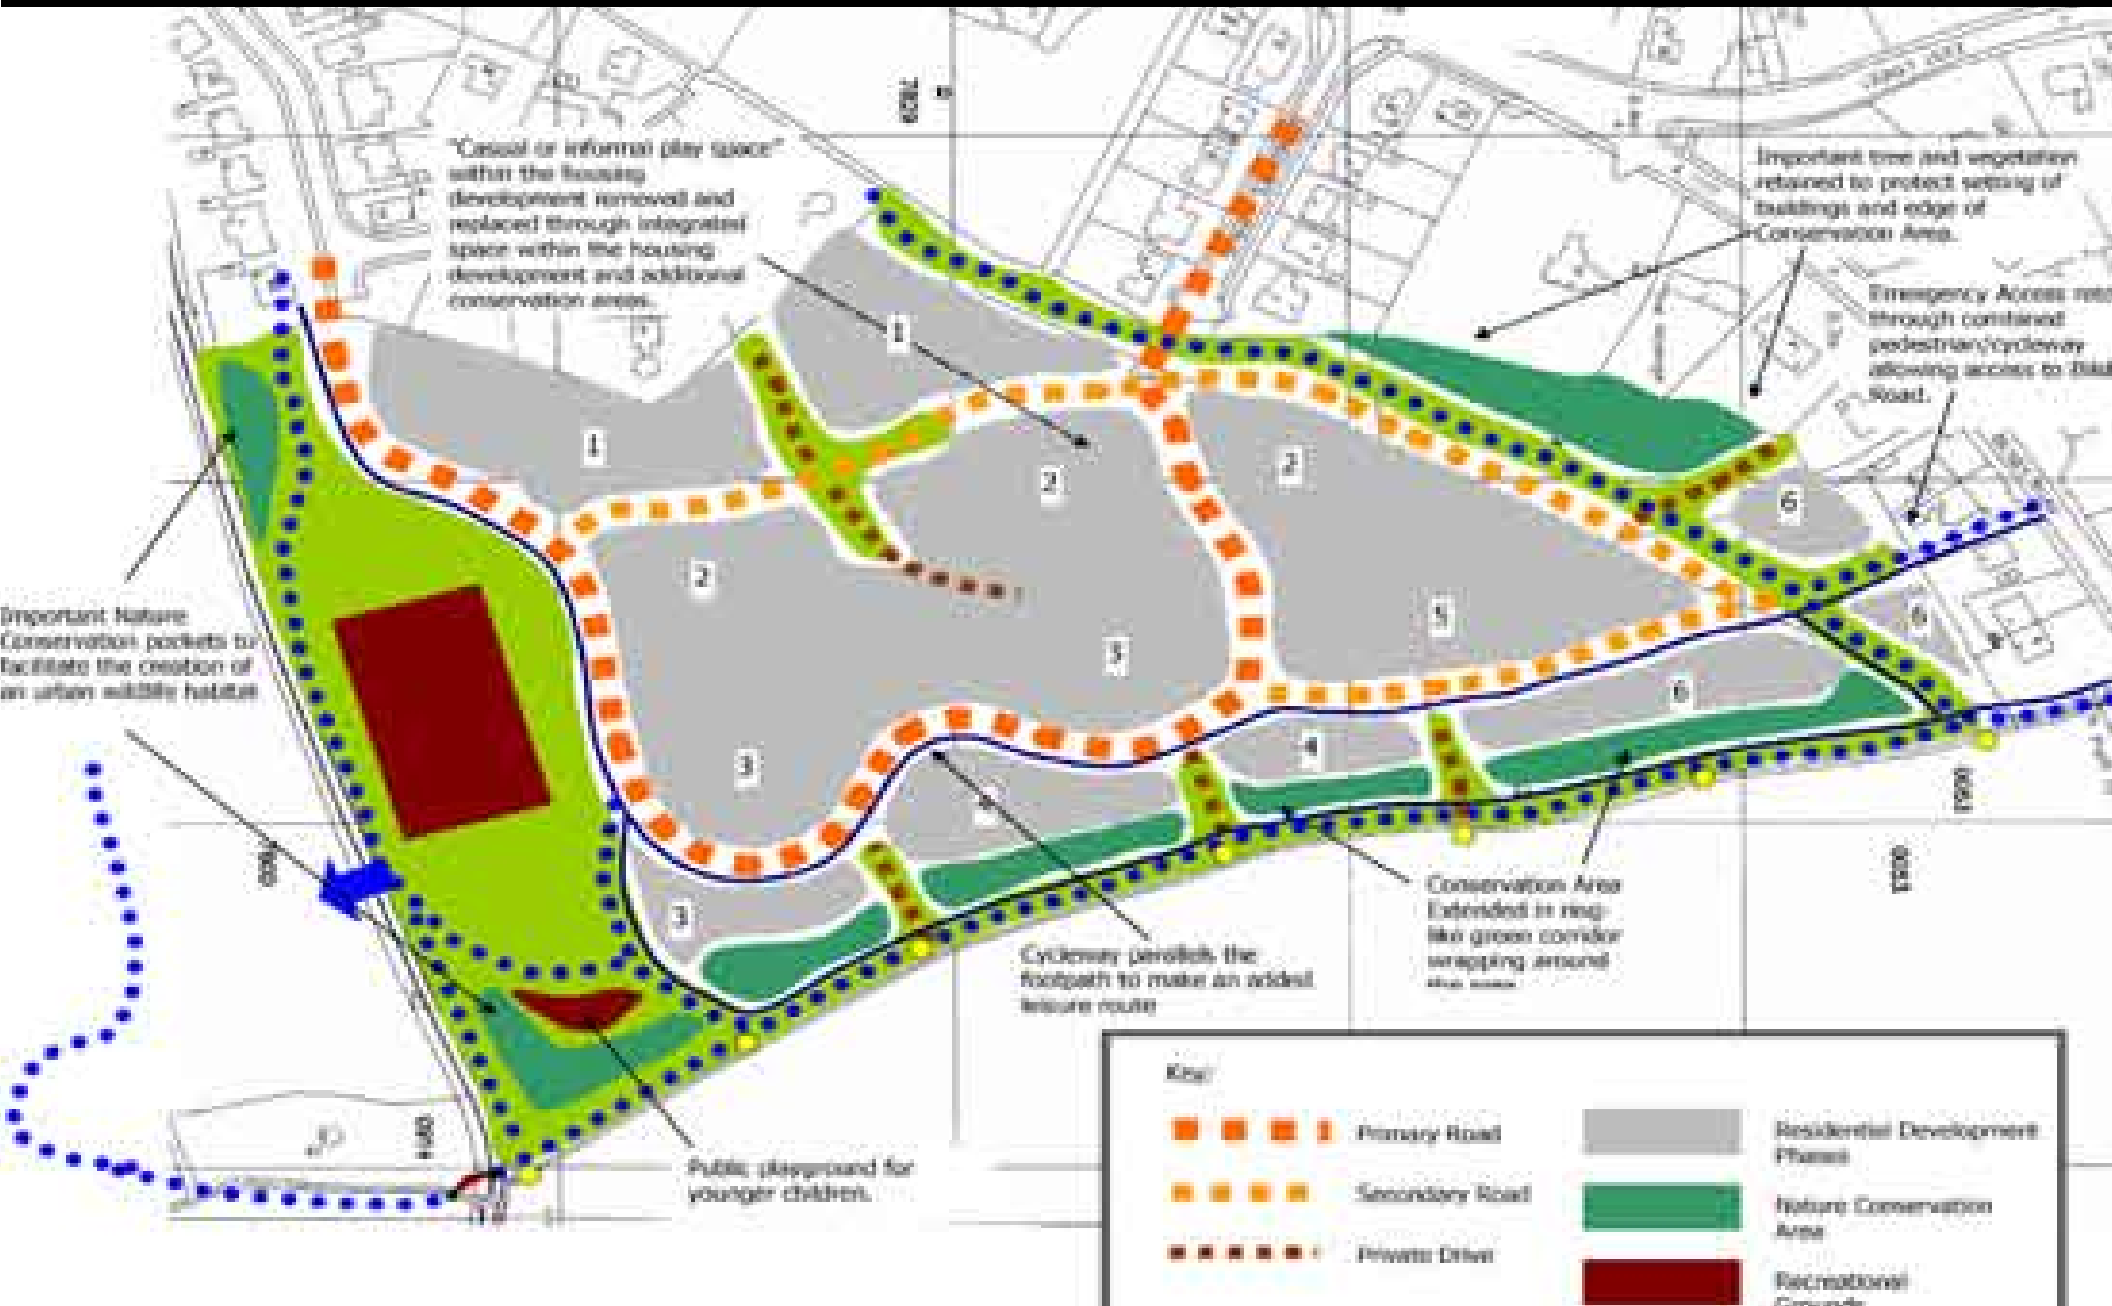 "Casual or informal play space"
within the housing
development removed and
replaced through integrated
space within the housing
development and additional
conservation areas.
Important tree and vegetation
retained to protect setting of
buildings and edge of
Conservation Area.
Emergency Access
through combined
pedestrian/cycleway
allowing access to
Road.
1
1
2
2
2
6
5
6
6
4
3
Important Nature
Conservation pockets to
facilitate the creation of
an urban wildlife habitat
Conservation Area
Extended in ring-
like green corridor
wrapping around
Cycleway parallels the
footpath to make an added
leisure route
Public playground for
younger children.
Key:
Primary Road
Secondary Road
Private Drive
Residential Development
Phases
Nature Conservation
Area
Recreational
Grounds